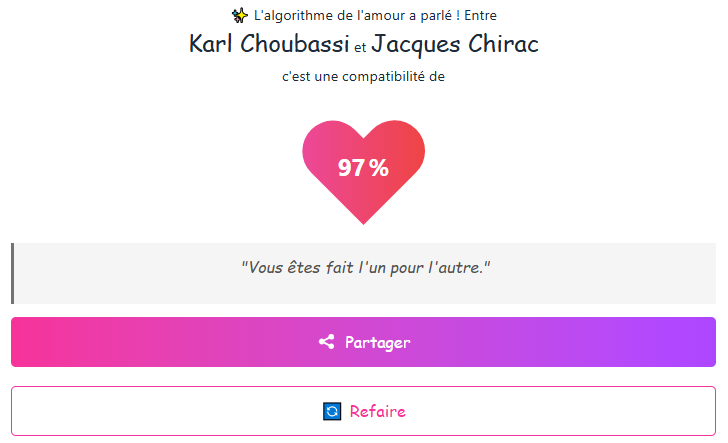 ✨ L'algorithme de l'amour a parlé ! Entre
Karl Choubassi et Jacques Chirac
c'est une compatibilité de
97 %
"Vous êtes fait l'un pour l'autre."
Partager
Refaire